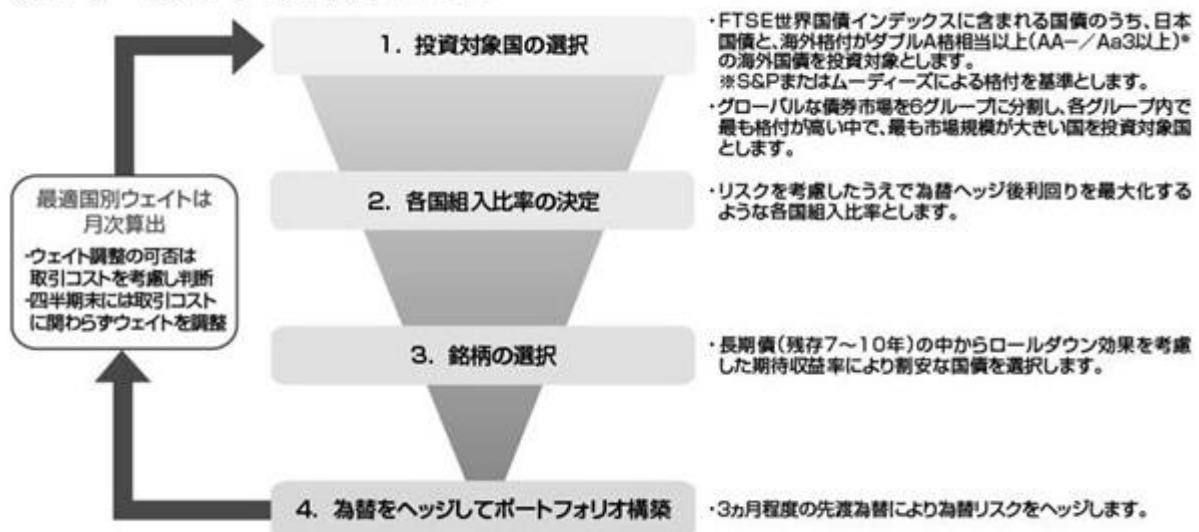 1. 投資対象国の選択
・FTSE世界国債インデックスに含まれる国債のうち、日本
国債と、海外格付がダブルA格相当以上(AA－／Aa3以上)※
の海外国債を投資対象とします。
※S&Pまたはムーディーズによる格付を基準とします。
・グローバルな債券市場を6グループに分割し、各グループ内で
最も格付が高い中で、最も市場規模が大きい国を投資対象国
とします。
最適国別ウェイトは
月次算出
・ウェイト調整の可否は
取引コストを考慮し判断
・四半期末には取引コスト
に関わらずウェイトを調整
2. 各国組入比率の決定
・リスクを考慮したうえで為替ヘッジ後利回りを最大化する
ような各国組入比率とします。
3. 銘柄の選択
・長期債(残存7～10年)の中からロールダウン効果を考慮
した期待収益率により割安な国債を選択します。
4. 為替をヘッジしてポートフォリオ構築
・3ヵ月程度の先渡為替により為替リスクをヘッジします。